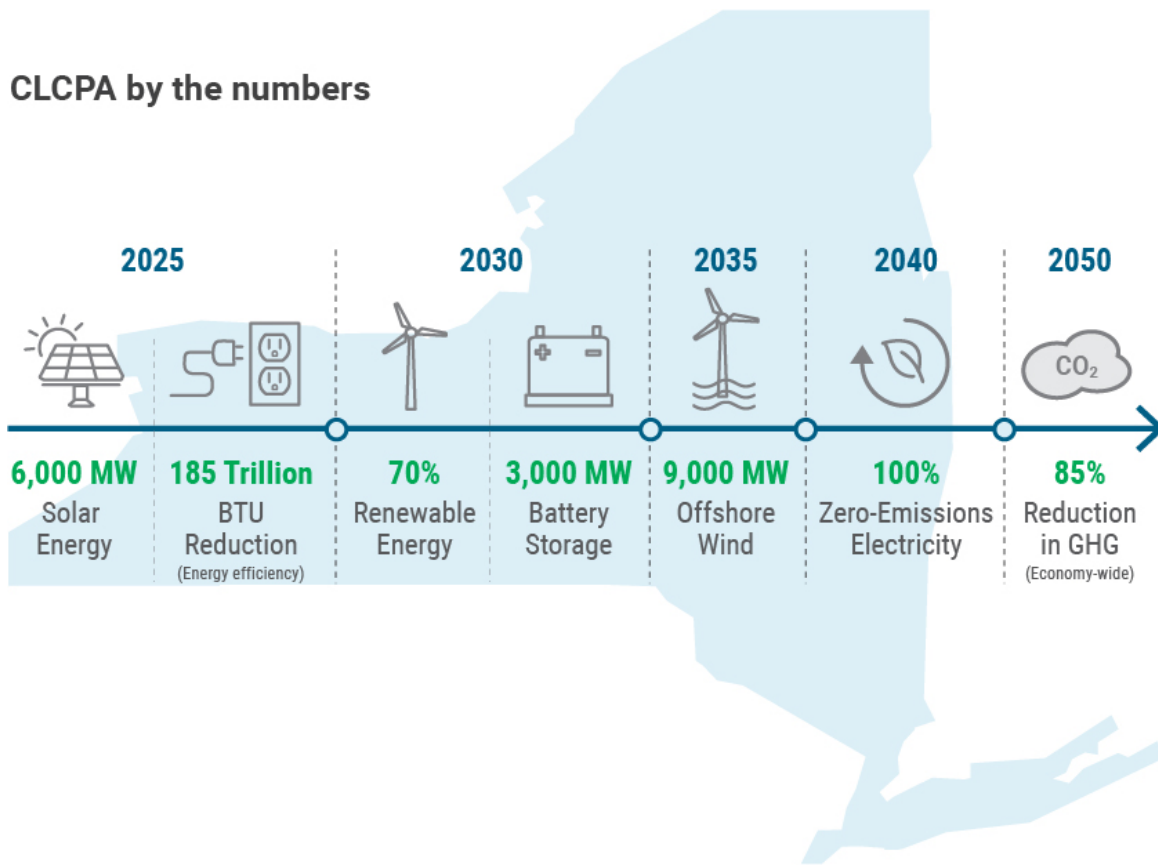 CLCPA by the numbers
2025
2030
2035
2040
2050
CO₂
6,000 MW
Solar
Energy
185 Trillion
BTU
Reduction
(Energy efficiency)
70%
Renewable
Energy
3,000 MW
Battery
Storage
9,000 MW
Offshore
Wind
100%
Zero-Emissions
Electricity
85%
Reduction
in GHG
(Economy-wide)